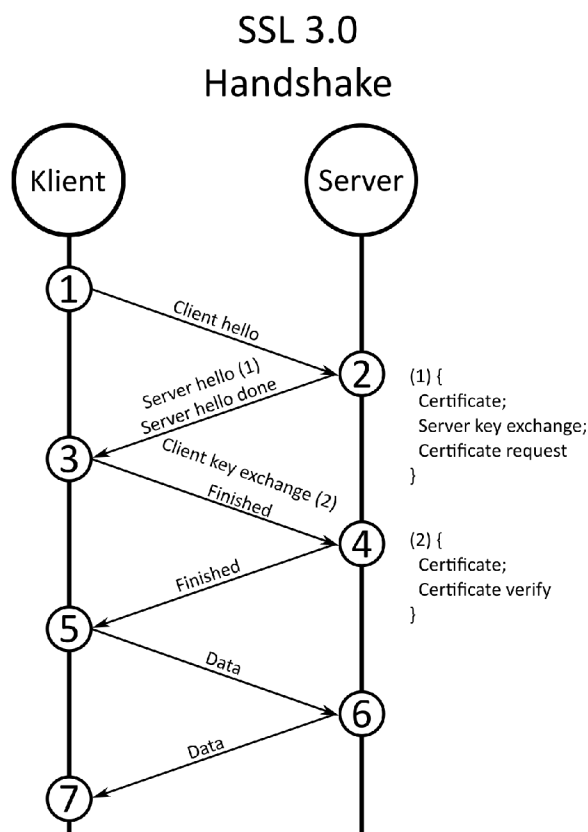 SSL 3.0
Handshake
Klient
Server
1
Client hello
2
Server hello (1)
Server hello done
(1) {
Certificate;
Server key exchange;
Certificate request
}
3
Client key exchange (2)
Finished
4
(2) {
Certificate;
Certificate verify
}
Finished
5
Data
6
Data
7